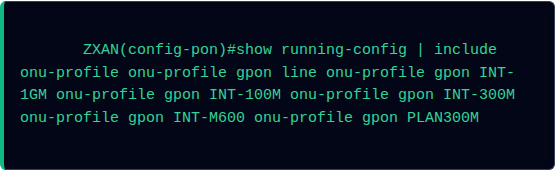 ZXAN(config-pon)#show running-config | include
onu-profile onu-profile gpon line onu-profile gpon INT-
1GM onu-profile gpon INT-100M onu-profile gpon INT-300M
onu-profile gpon INT-M600 onu-profile gpon PLAN300M